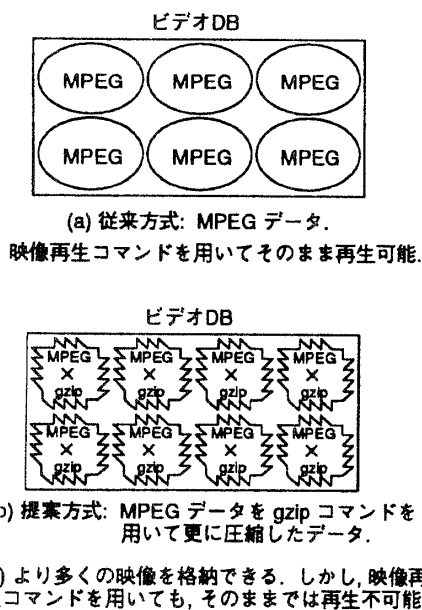 ビデオDB
MPEG MPEG MPEG
MPEG MPEG MPEG
(a) 従来方式: MPEG データ.
映像再生コマンドを用いてそのまま再生可能.
ビデオDB
MPEG MPEG MPEG MPEG
× × × ×
gzip gzip gzip gzip
MPEG MPEG MPEG MPEG
× × × ×
gzip gzip gzip gzip
) 提案方式: MPEG データを gzip コマンドを
用いて更に圧縮したデータ.
) より多くの映像を格納できる. しかし, 映像再
コマンドを用いても, そのままでは再生不可能